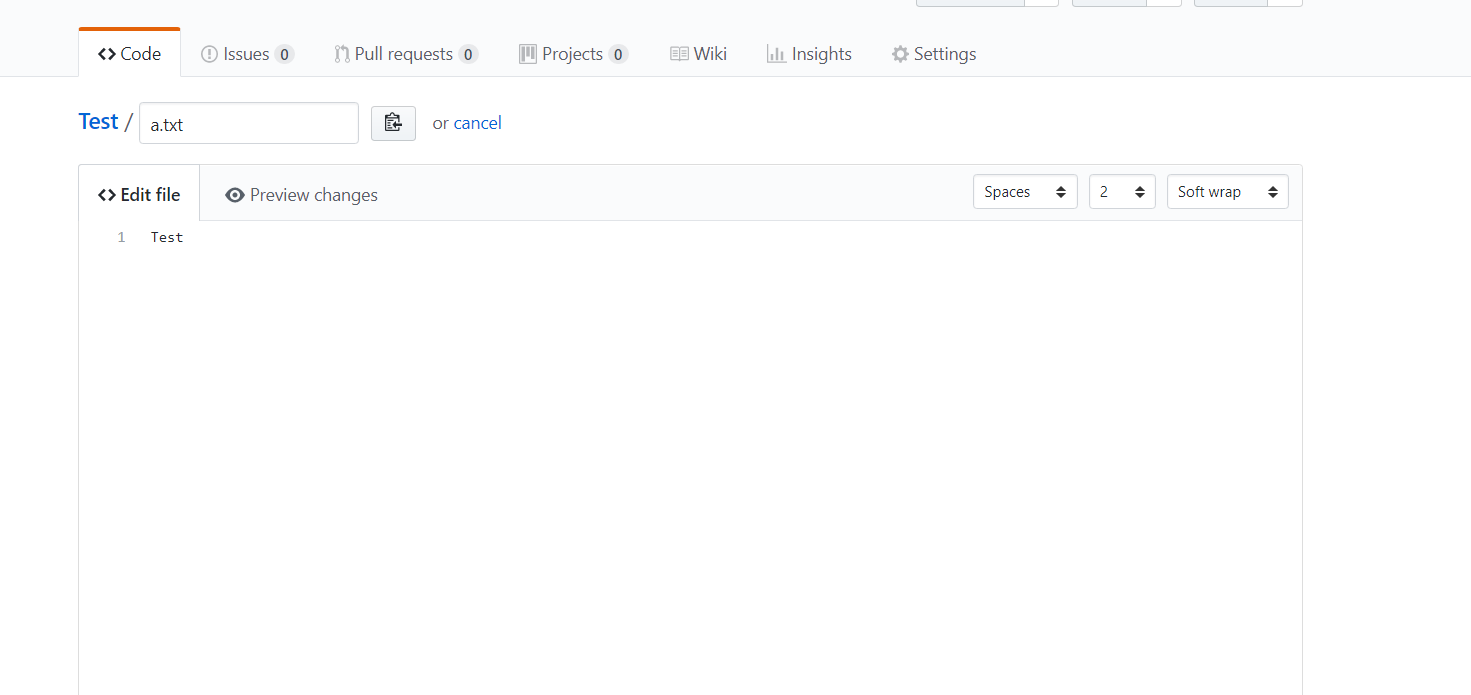 Code Issues 0 Pull requests 0 Projects 0 Wiki Insights Settings
Test / a.txt or cancel
Edit file Preview changes Spaces 2 Soft wrap
1 Test